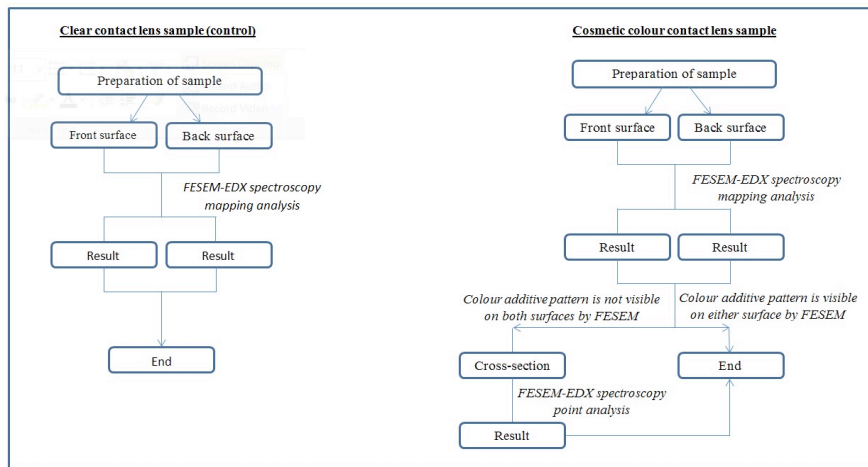 Clear contact lens sample (control)
Preparation of sample
Front surface
Back surface
FESEM-EDX spectroscopy
mapping analysis
Result
Result
End
Cosmetic colour contact lens sample
Preparation of sample
Front surface
Back surface
FESEM-EDX spectroscopy
mapping analysis
Result
Result
Colour additive pattern is not visible
on both surfaces by FESEM
Colour additive pattern is visible
on either surface by FESEM
Cross-section
End
FESEM-EDX spectroscopy
point analysis
Result